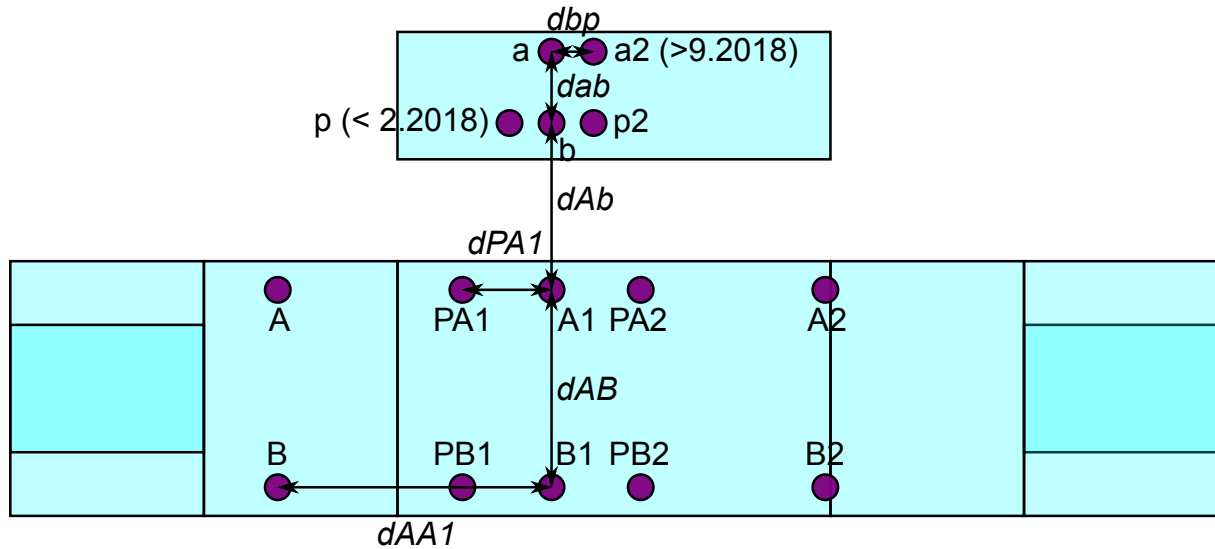 dbp
a a2 (>9.2018)
dab
p (< 2.2018) p2
b
dAb
dPA1
A PA1 A1 PA2 A2
dAB
B PB1 B1 PB2 B2
dAA1